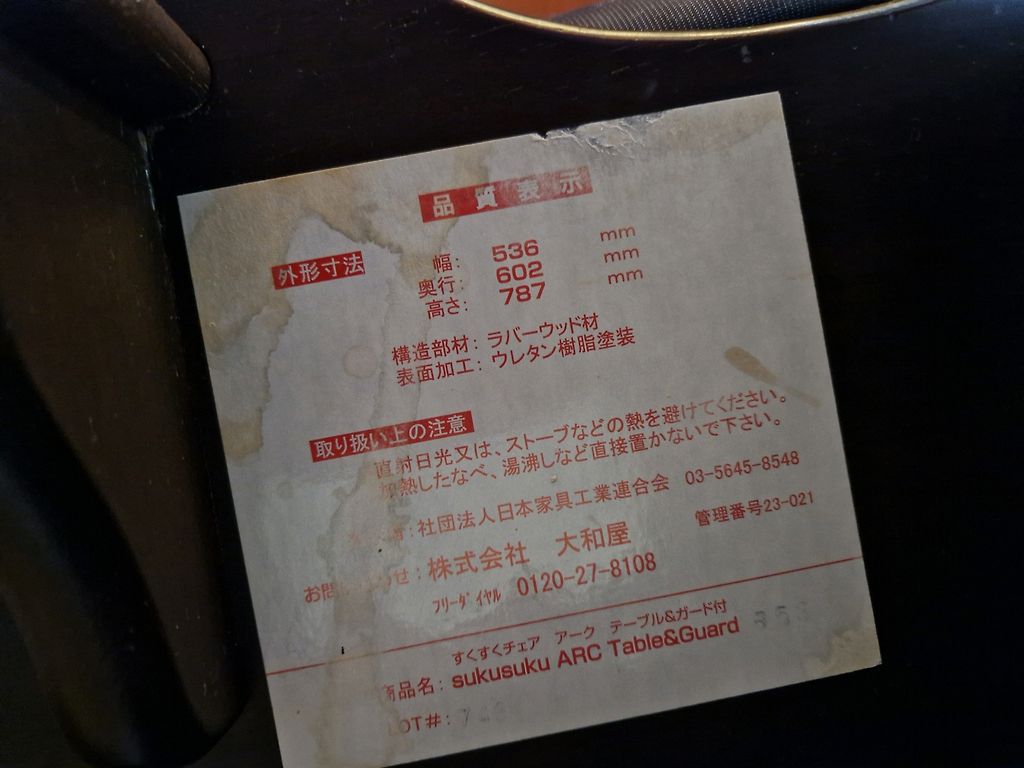 品質表示
外形寸法
幅: 536 mm
奥行: 602 mm
高さ: 787 mm
構造部材: ラバーウッド材
表面加工: ウレタン樹脂塗装
取り扱い上の注意
直射日光又は、ストーブなどの熱を避けてください。
加熱したなべ、湯沸しなど直接置かないで下さい。
:社団法人日本家具工業連合会 03-5645-8548
管理番号23-021
お問 せ: 株式会社 大和屋
フリーダイヤル 0120-27-8108
すくすくチェア アーク テーブル&ガード付
商品名: sukusuku ARC Table&Guard
LOT#: